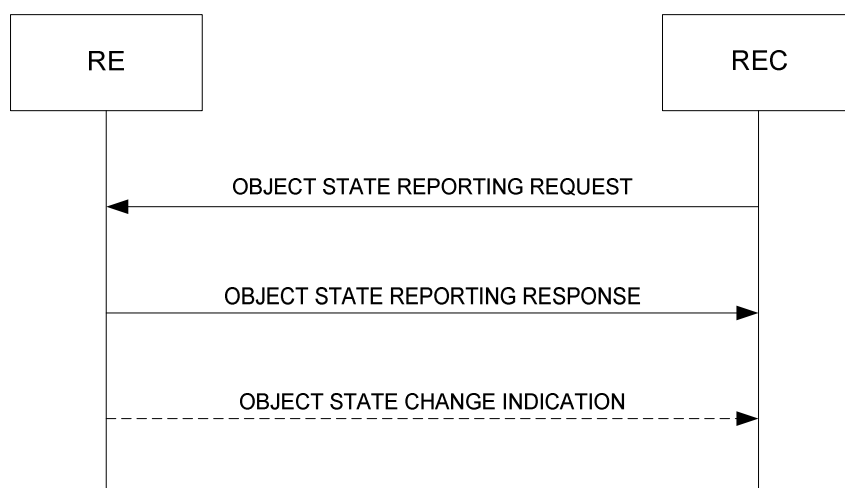 RE
REC
OBJECT STATE REPORTING REQUEST
OBJECT STATE REPORTING RESPONSE
OBJECT STATE CHANGE INDICATION